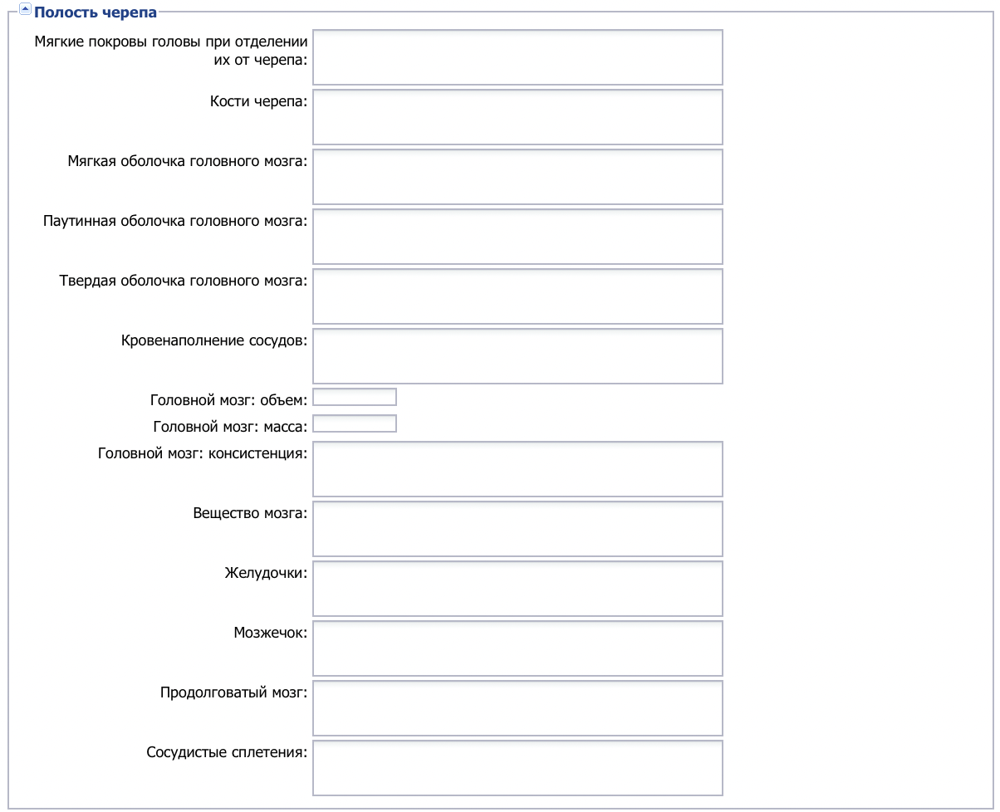 Полость черепа
Мягкие покровы головы при отделении
их от черепа:
Кости черепа:
Мягкая оболочка головного мозга:
Паутинная оболочка головного мозга:
Твердая оболочка головного мозга:
Кровенаполнение сосудов:
Головной мозг: объем:
Головной мозг: масса:
Головной мозг: консистенция:
Вещество мозга:
Желудочки:
Мозжечок:
Продолговатый мозг:
Сосудистые сплетения: